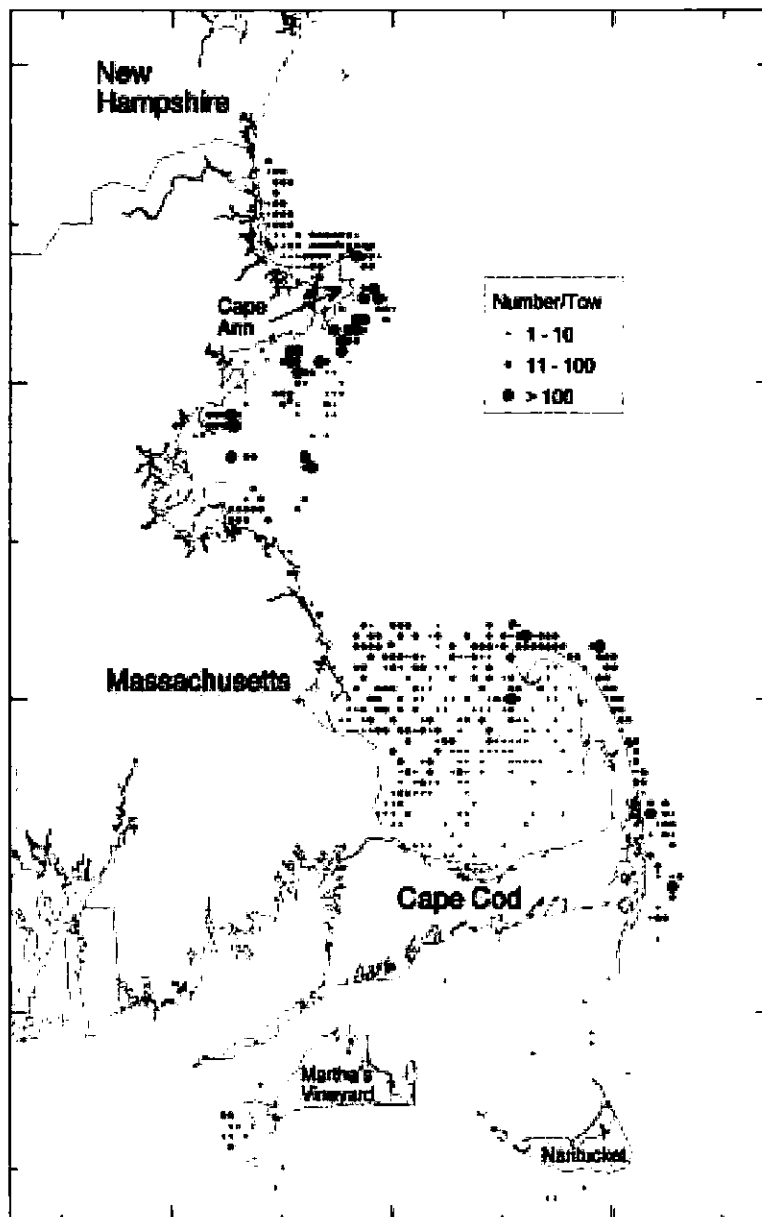 New
Hampshire
Cape
Ann
Number/Tow
1 - 10
11 - 100
> 100
Massachusetts
Cape Cod
Martha's
Vineyard
Nantucket